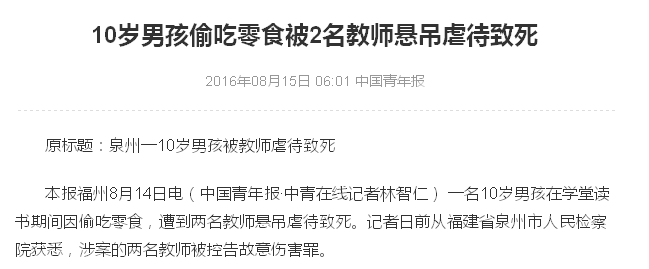 10岁男孩偷吃零食被2名教师悬吊虐待致死
2016年08月15日 06:01 中国青年报
原标题：泉州一10岁男孩被教师虐待致死
本报福州8月14日电（中国青年报·中青在线记者林智仁）一名10岁男孩在学堂读
书期间因偷吃零食，遭到两名教师悬吊虐待致死。记者日前从福建省泉州市人民检察
院获悉，涉案的两名教师被控告故意伤害罪。